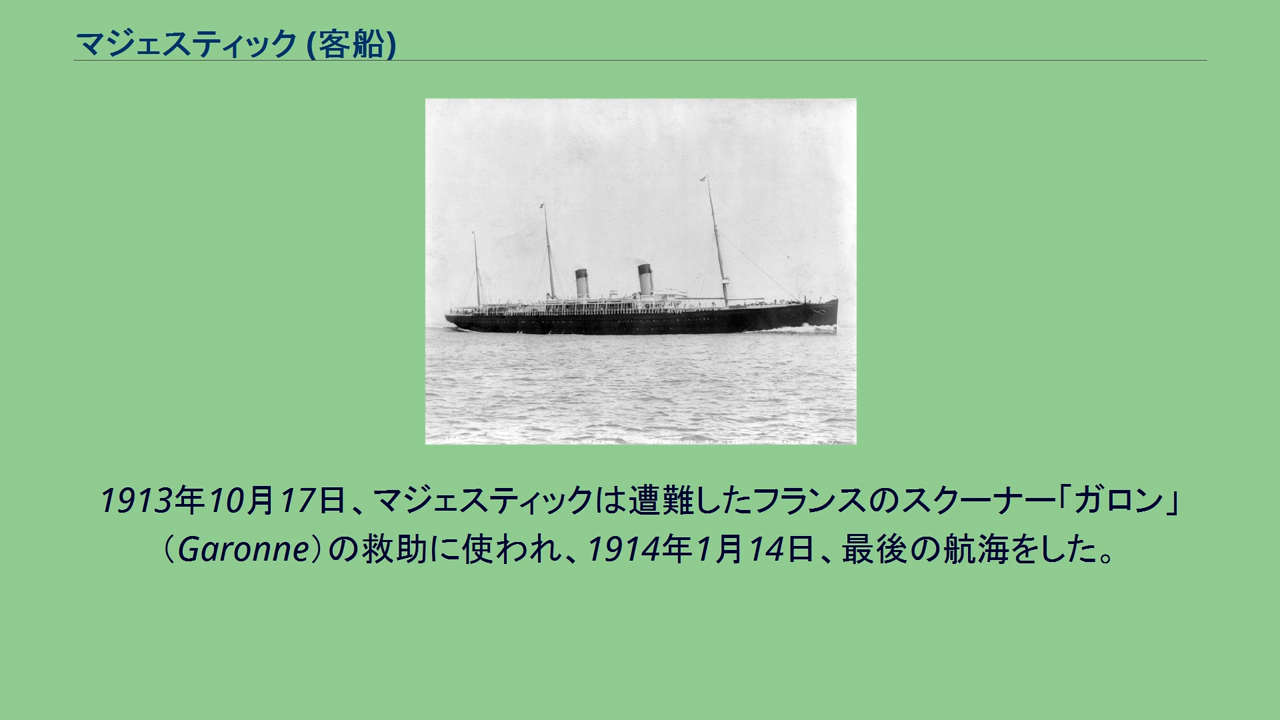 マジェスティック (客船)
1913年10月17日、マジェスティックは遭難したフランスのスクーナー「ガロン」
（Garonne）の救助に使われ、1914年1月14日、最後の航海をした。